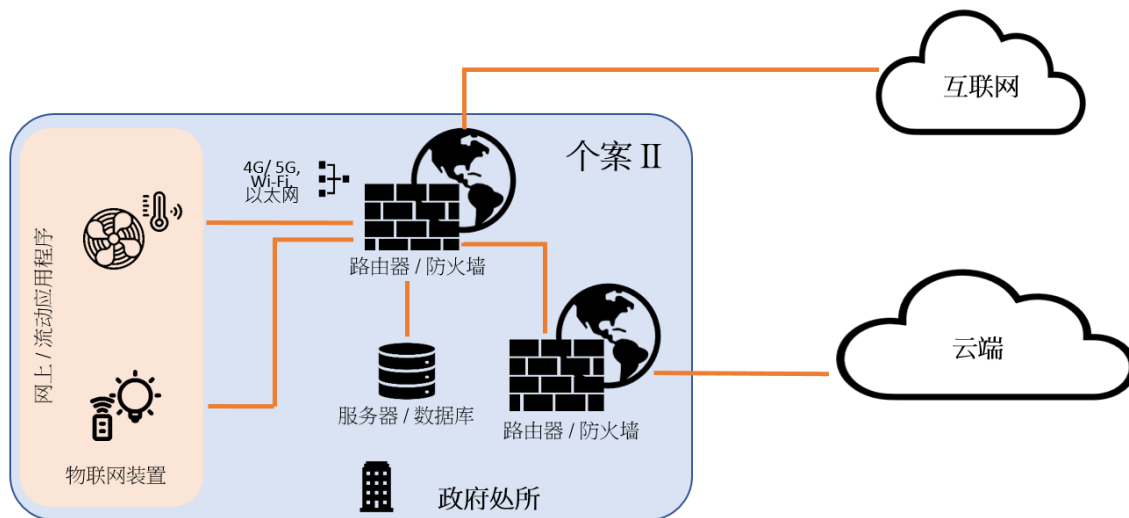 互联网
个案 II
4G/ 5G,
Wi-Fi,
以太网
网上 / 流动应用程序
路由器 / 防火墙
云端
服务器 / 数据库
路由器 / 防火墙
物联网装置
政府处所